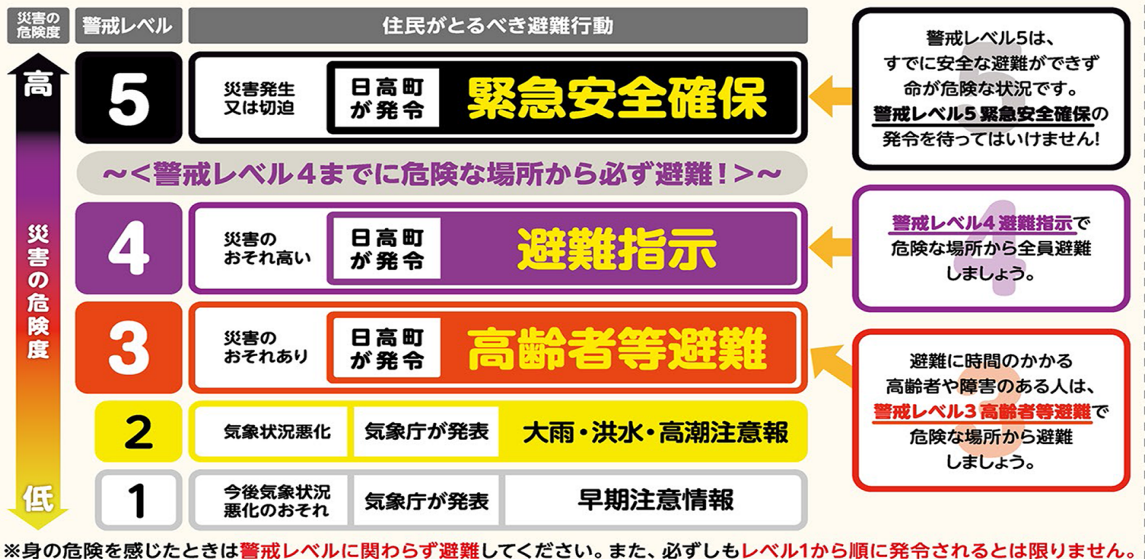 災害の
危険度
警戒レベル
住民がとるべき避難行動
高
災害の危険度
低
5
災害発生
又は切迫
日高町
が発令
緊急安全確保
警戒レベル5は、
すでに安全な避難ができず
命が危険な状況です。
警戒レベル5 緊急安全確保の
発令を待ってはいけません!
～<警戒レベル4までに危険な場所から必ず避難!>～
4
災害の
おそれ高い
日高町
が発令
避難指示
警戒レベル4 避難指示で
危険な場所から全員避難
しましょう。
3
災害の
おそれあり
日高町
が発令
高齢者等避難
避難に時間のかかる
高齢者や障害のある人は、
警戒レベル3 高齢者等避難で
危険な場所から避難
しましょう。
2
気象状況悪化
気象庁が発表
大雨・洪水・高潮注意報
1
今後気象状況
悪化のおそれ
気象庁が発表
早期注意情報
※身の危険を感じたときは警戒レベルに関わらず避難してください。また、必ずしもレベル1から順に発令されるとは限りません。